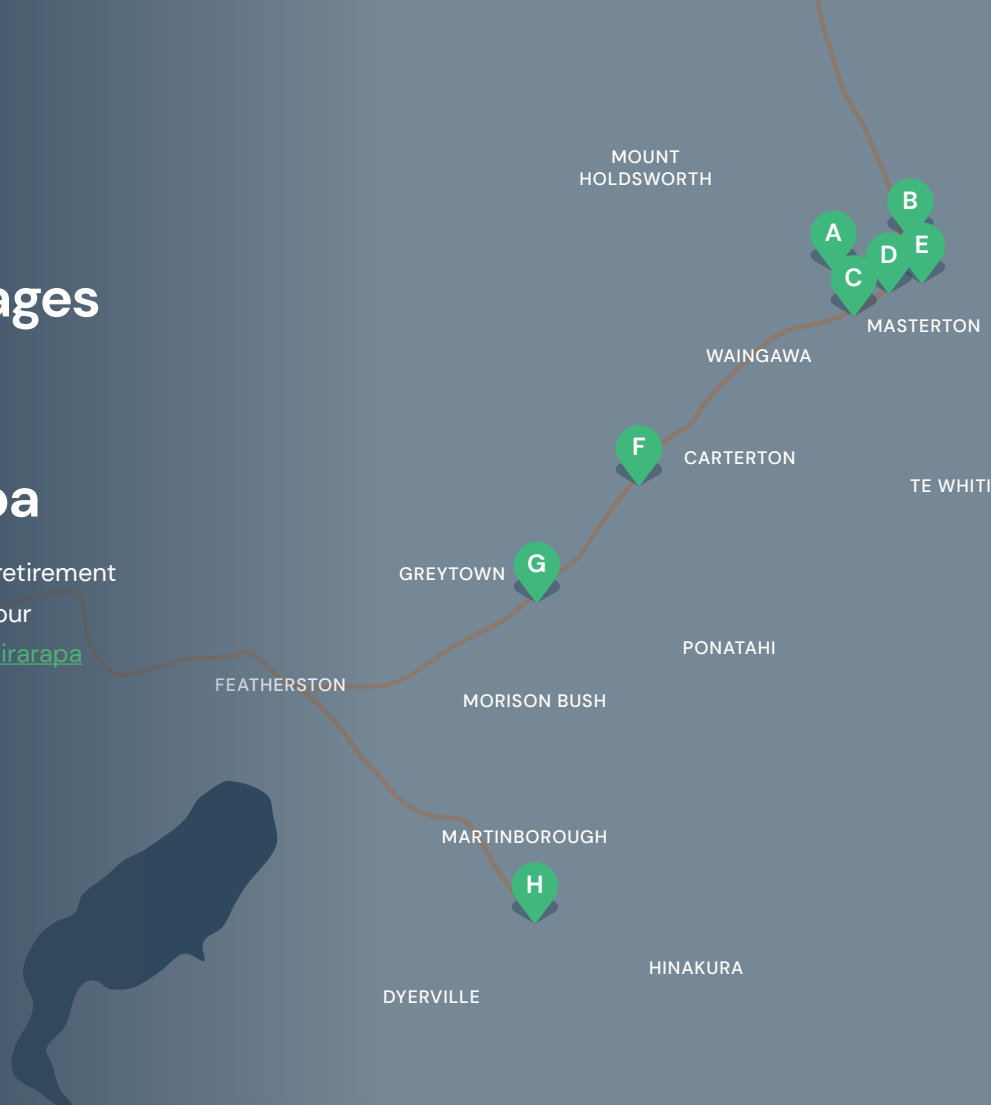 MOUNT
HOLDSWORTH
B
A
E
D
C
ages
MASTERTON
WAINGAWA
F
CARTERTON
TE WHITI
pa
G
GREYTOWN
retirement
our
irarapa
PONATAHI
FEATHERSTON
MORISON BUSH
MARTINBOROUGH
H
HINAKURA
DYERVILLE